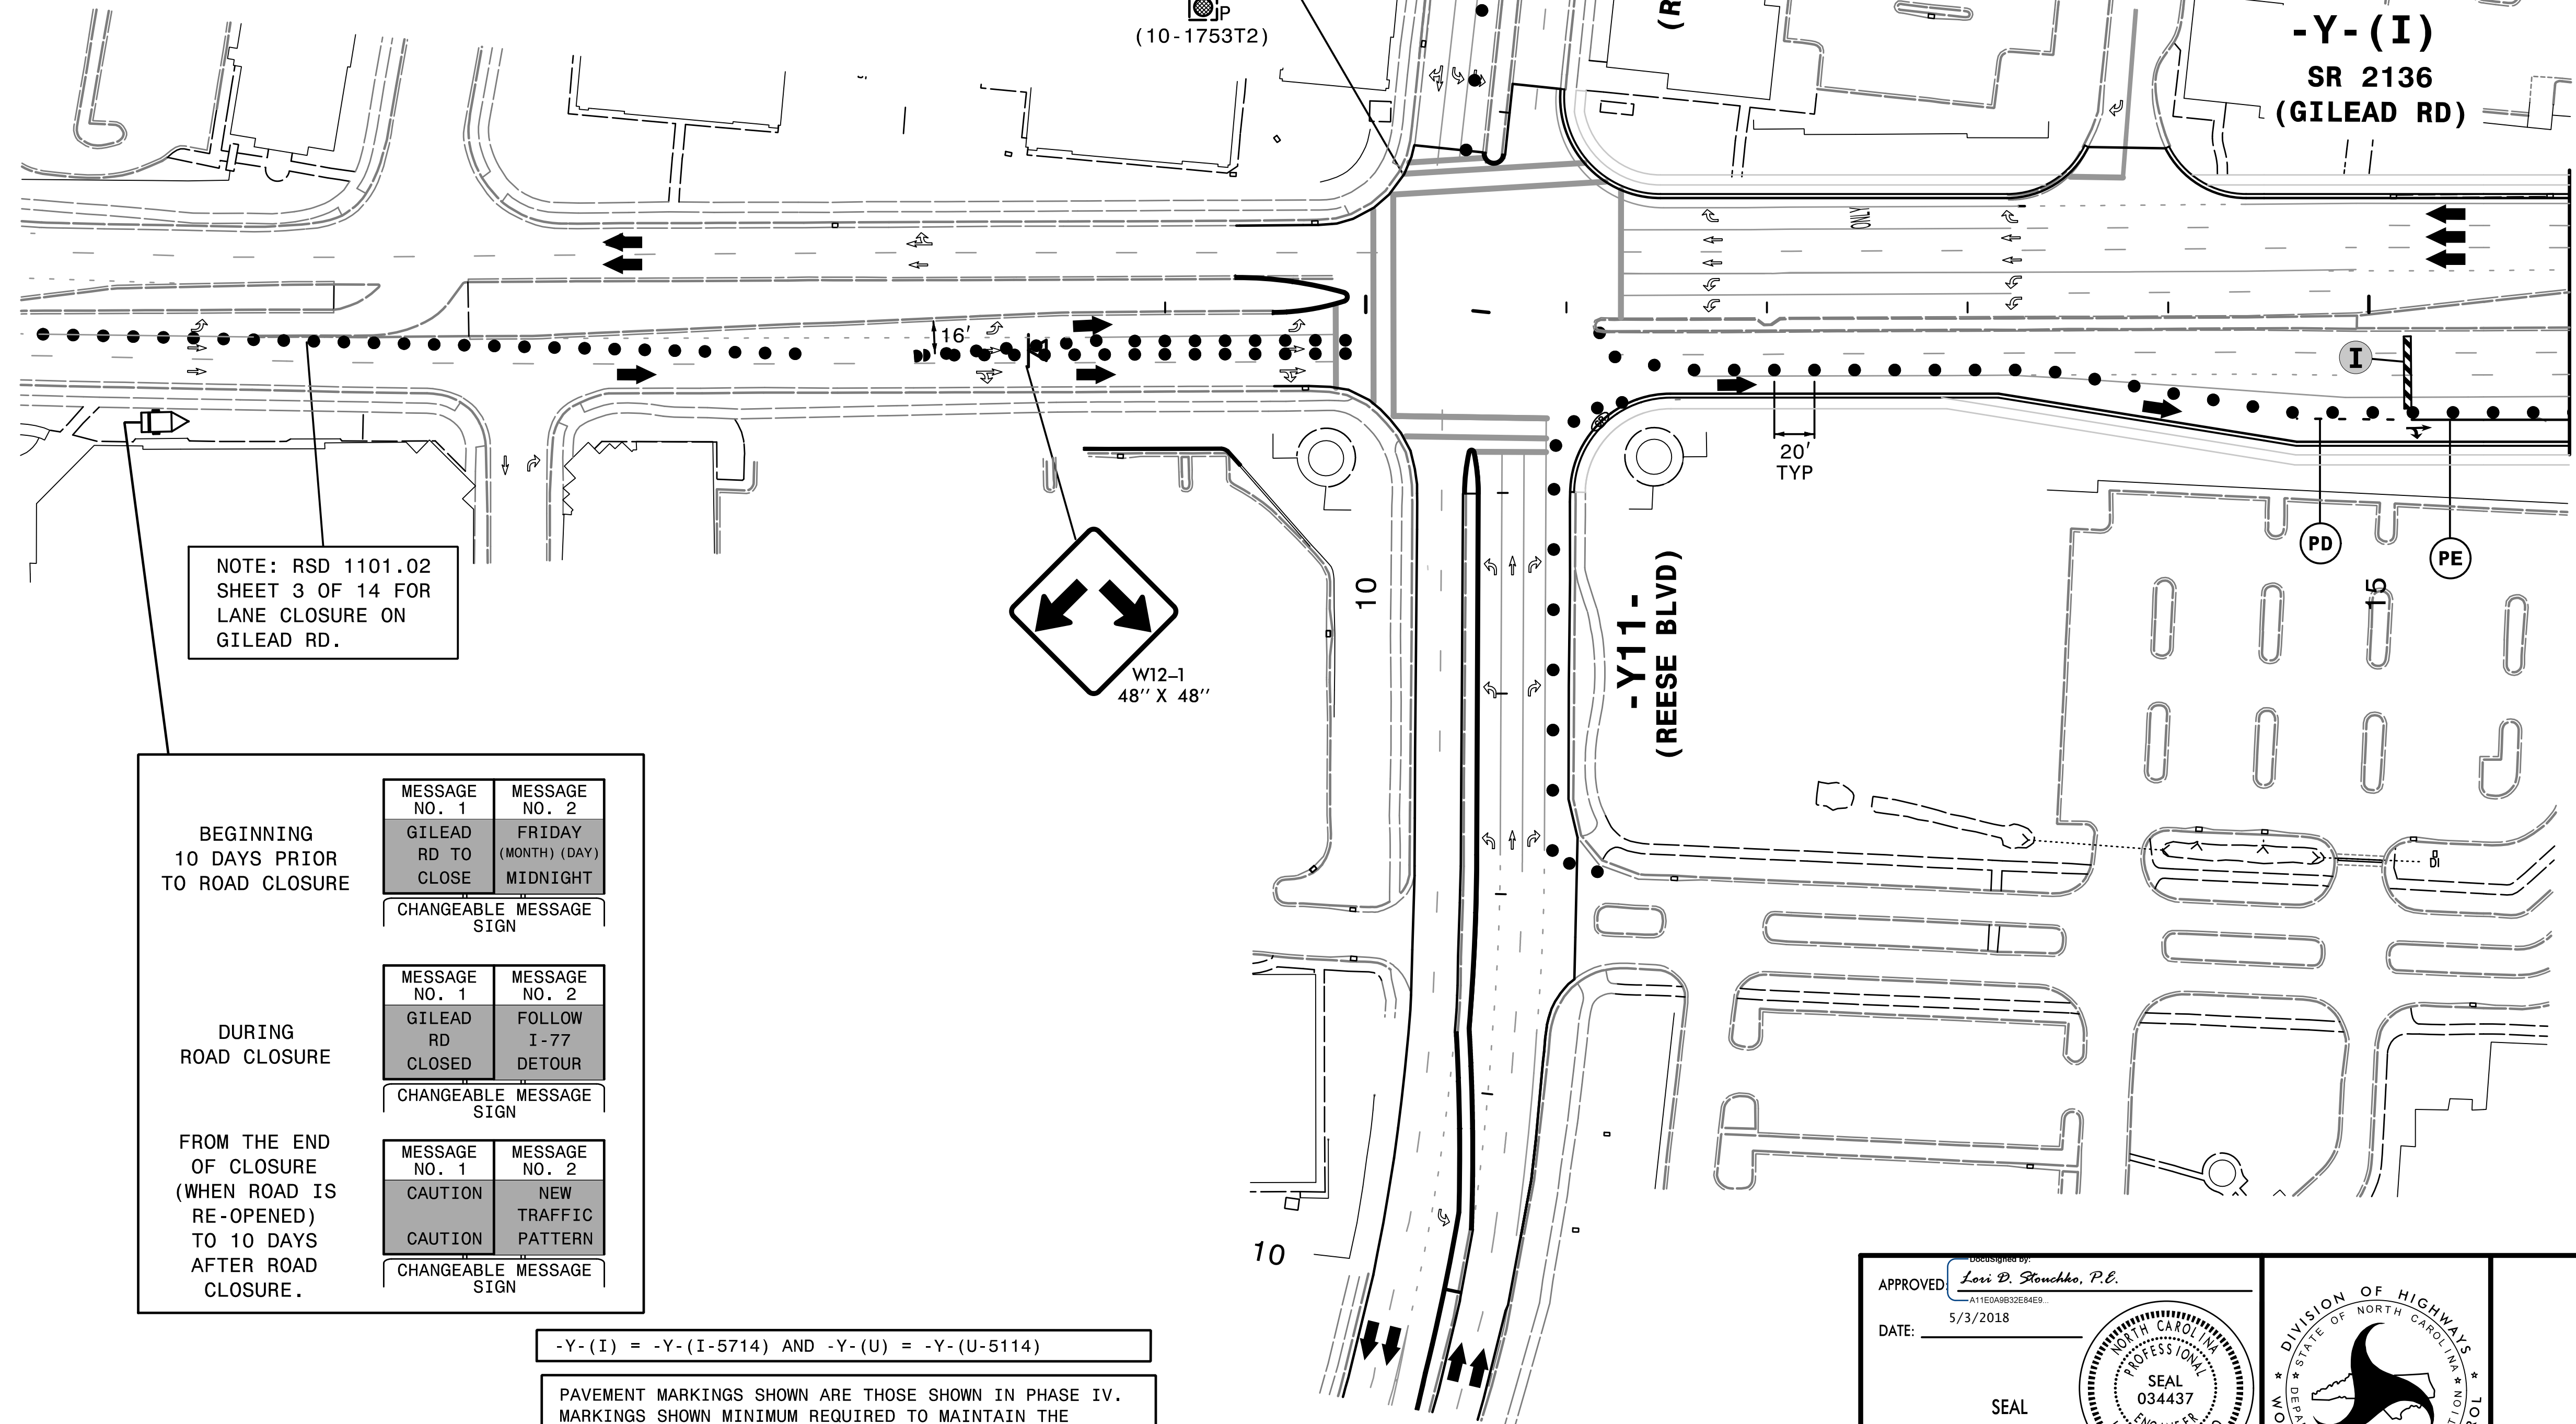 P
(10-1753T2)
(R
-Y-(I)
SR 2136
(GILEAD RD)
ONLY
16'
I
20'
TYP
PD
PE
15
10
-Y11-
(REESE BLVD)
NOTE: RSD 1101.02
SHEET 3 OF 14 FOR
LANE CLOSURE ON
GILEAD RD.
W12-1
48" X 48"
BEGINNING
10 DAYS PRIOR
TO ROAD CLOSURE
MESSAGE
NO. 1
MESSAGE
NO. 2
GILEAD
RD TO
CLOSE
FRIDAY
(MONTH) (DAY)
MIDNIGHT
CHANGEABLE MESSAGE
SIGN
DURING
ROAD CLOSURE
MESSAGE
NO. 1
MESSAGE
NO. 2
GILEAD
RD
CLOSED
FOLLOW
I-77
DETOUR
CHANGEABLE MESSAGE
SIGN
FROM THE END
OF CLOSURE
(WHEN ROAD IS
RE-OPENED)
TO 10 DAYS
AFTER ROAD
CLOSURE.
MESSAGE
NO. 1
MESSAGE
NO. 2
CAUTION
CAUTION
NEW
TRAFFIC
PATTERN
CHANGEABLE MESSAGE
SIGN
DI
10
-Y-(I) = -Y-(I-5714) AND -Y-(U) = -Y-(U-5114)
PAVEMENT MARKINGS SHOWN ARE THOSE SHOWN IN PHASE IV.
MARKINGS SHOWN MINIMUM REQUIRED TO MAINTAIN THE
DocuSigned by:
APPROVED: Lori D. Stouchko, P.E.
A11E0A9B32E84E9...
5/3/2018
DATE:
SEAL
NORTH CAROLINA
PROFESSIONAL
SEAL
034437
ENGINEER
DIVISION OF HIGHWAYS
STATE OF NORTH CAROLINA